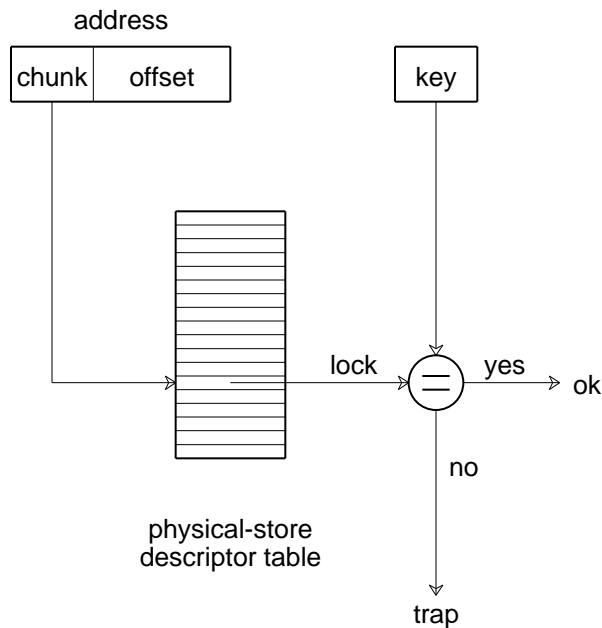 address
chunk offset key
lock yes
ok
no
physical-store
descriptor table
trap